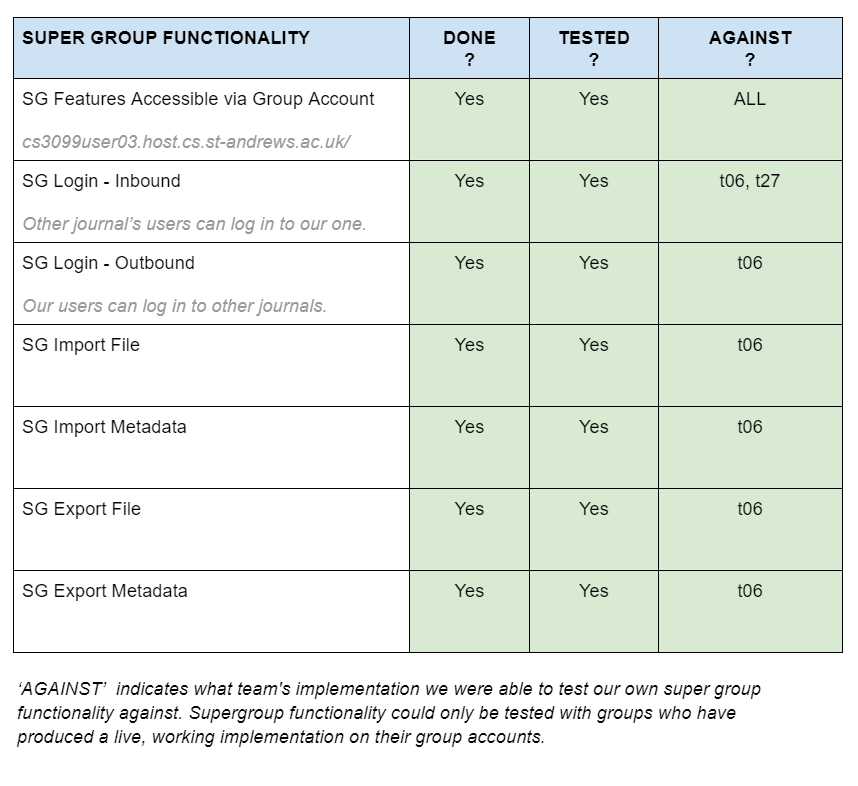 SUPER GROUP FUNCTIONALITY DONE TESTED AGAINST
? ? ?
SG Features Accessible via Group Account Yes Yes ALL
cs3099user03.host.cs.st-andrews.ac.uk/
SG Login - Inbound Yes Yes t06, t27
Other journal’s users can log in to our one.
SG Login - Outbound Yes Yes t06
Our users can log in to other journals.
SG Import File Yes Yes t06
SG Import Metadata Yes Yes t06
SG Export File Yes Yes t06
SG Export Metadata Yes Yes t06
‘AGAINST’ indicates what team's implementation we were able to test our own super group
functionality against. Supergroup functionality could only be tested with groups who have
produced a live, working implementation on their group accounts.